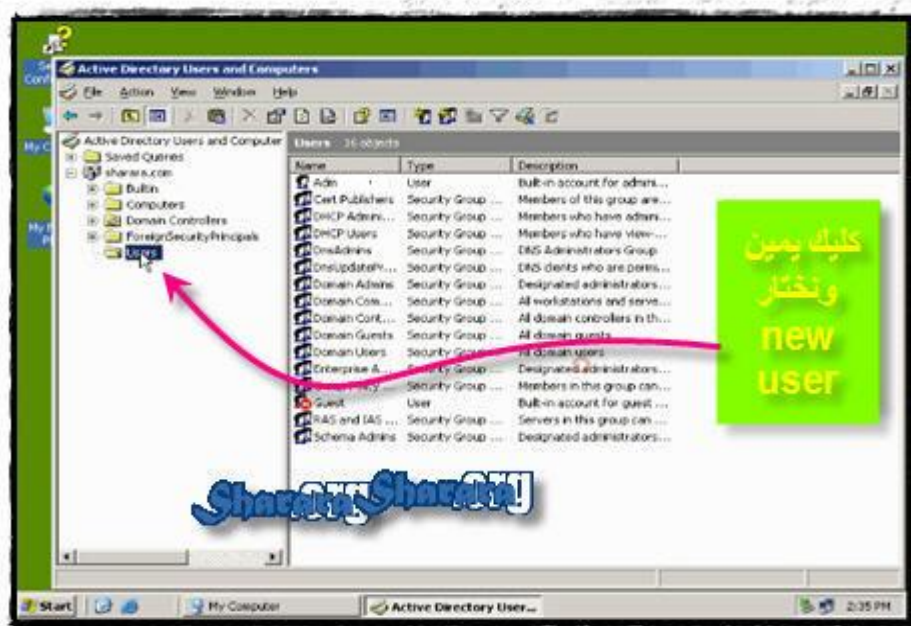 Active Directory Users and Computers
File Action View Window Help
Active Directory Users and Computer
Users 16 objects
Saved Queries
sharara.com
Builtin
Computers
Domain Controllers
ForeignSecurityPrincipals
Users
Name Type Description
Adm User Built-in account for admini...
Cert Publishers Security Group ... Members of this group are...
DHCP Admini... Security Group ... Members who have admini...
DHCP Users Security Group ... Members who have view-...
DnsAdmins Security Group ... DNS Administrators Group
DnsUpdatePr... Security Group ... DNS clients who are permi...
Domain Admins Security Group ... Designated administrators...
Domain Com... Security Group ... All workstations and serve...
Domain Cont... Security Group ... All domain controllers in th...
Domain Guests Security Group ... All domain guests
Domain Users Security Group ... All domain users
Enterprise A... Security Group ... Designated administrators...
Security Group ... Members in this group can...
Guest User Built-in account for guest ...
RAS and IAS ... Security Group ... Servers in this group can ...
Schema Admins Security Group ... Designated administrators...
كليك يمين
ونختار
new
user
Sharara.org Sharara.org
Start My Computer Active Directory User... 2:35 PM